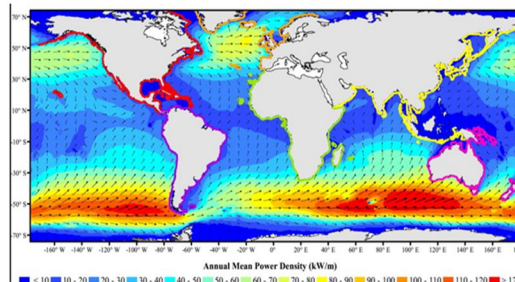 70° N
50° N
30° N
10° N
10° S
30° S
50° S
70° S
160° W 140° W 120° W 100° W 80° W 60° W 40° W 20° W 0° 20° E 40° E 60° E 80° E 100° E 120° E 140° E 160° E
Annual Mean Power Density (kW/m)
< 10 10 - 20 20 - 30 30 - 40 40 - 50 50 - 60 60 - 70 70 - 80 80 - 90 90 - 100 100 - 110 110 - 120